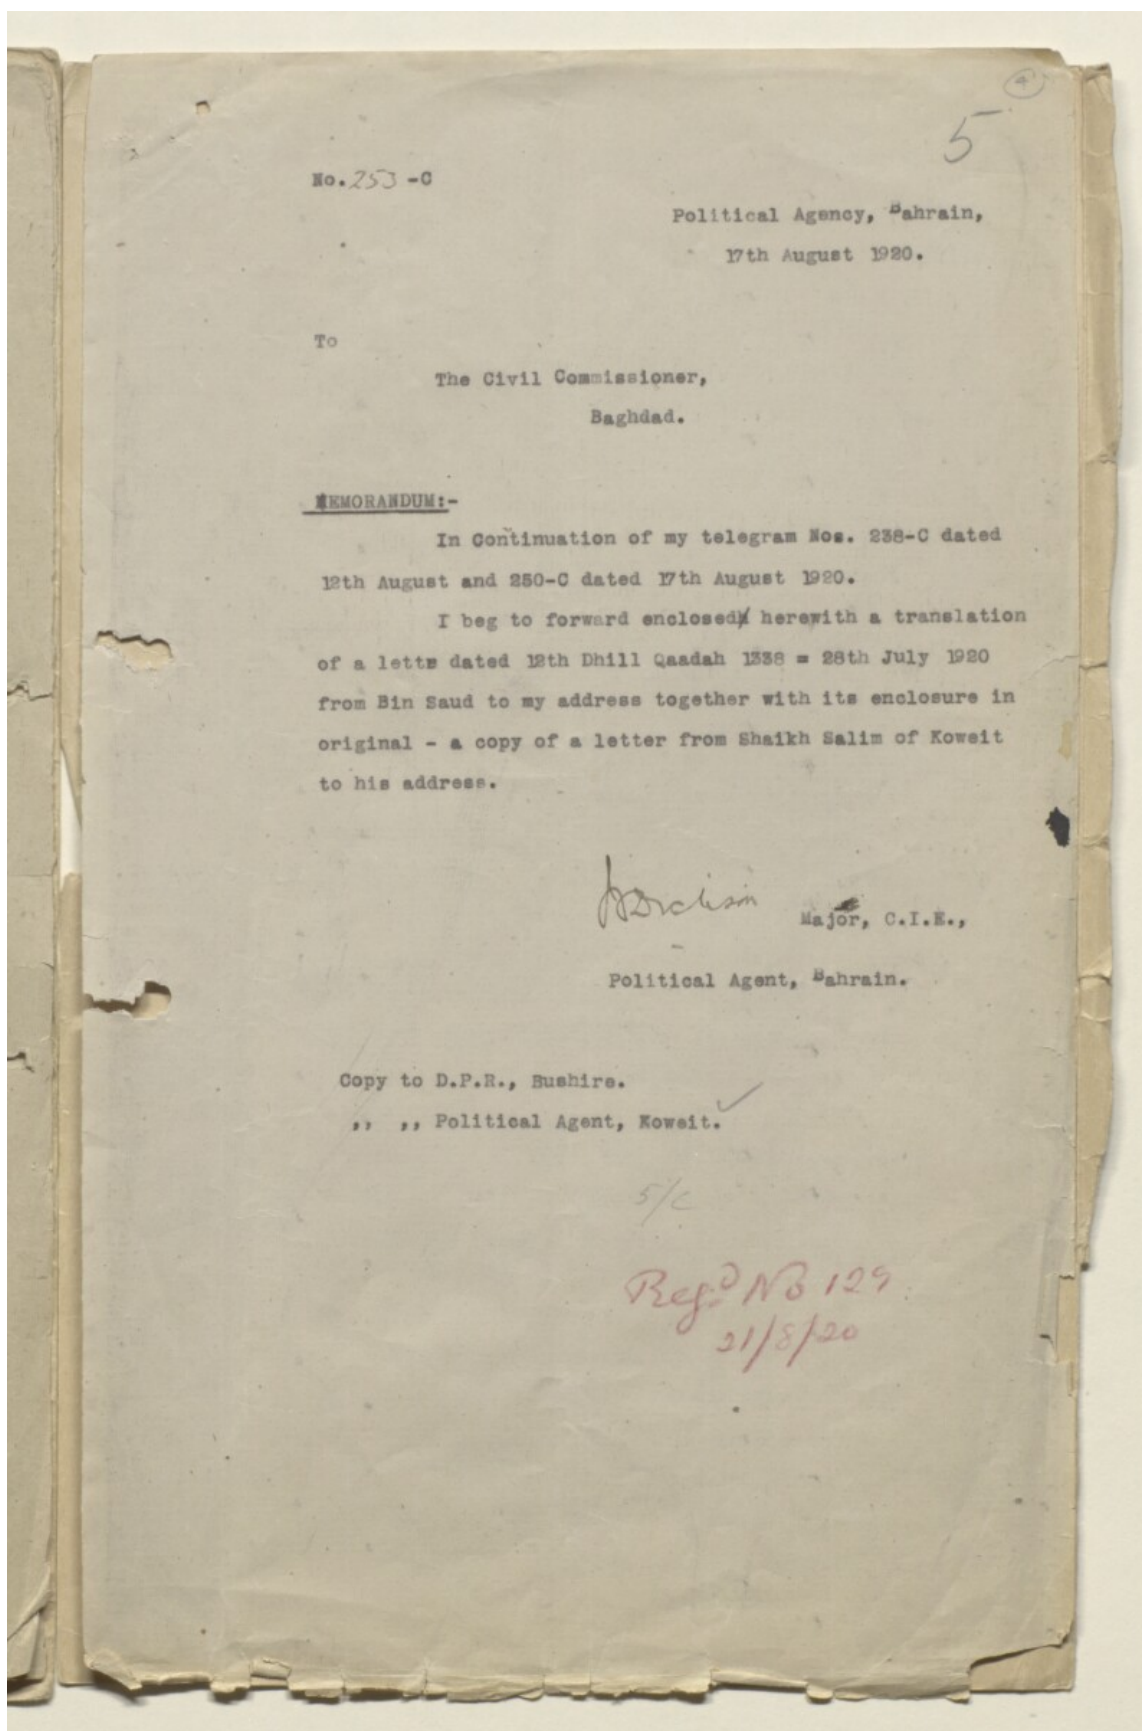 4
5
No. 253 -C
Political Agency, Bahrain,
17th August 1920.
To
The Civil Commissioner,
Baghdad.
MEMORANDUM:-
In Continuation of my telegram Nos. 238-C dated
12th August and 250-C dated 17th August 1920.
I beg to forward enclosed herewith a translation
of a lette dated 12th Dhill Qaadah 1338 = 28th July 1920
from Bin Saud to my address together with its enclosure in
original - a copy of a letter from Shaikh Salim of Koweit
to his address.
Major, C.I.E.,
Political Agent, Bahrain.
Copy to D.P.R., Bushire.
,, ,, Political Agent, Koweit.
5/C
Regd No 129
21/8/20